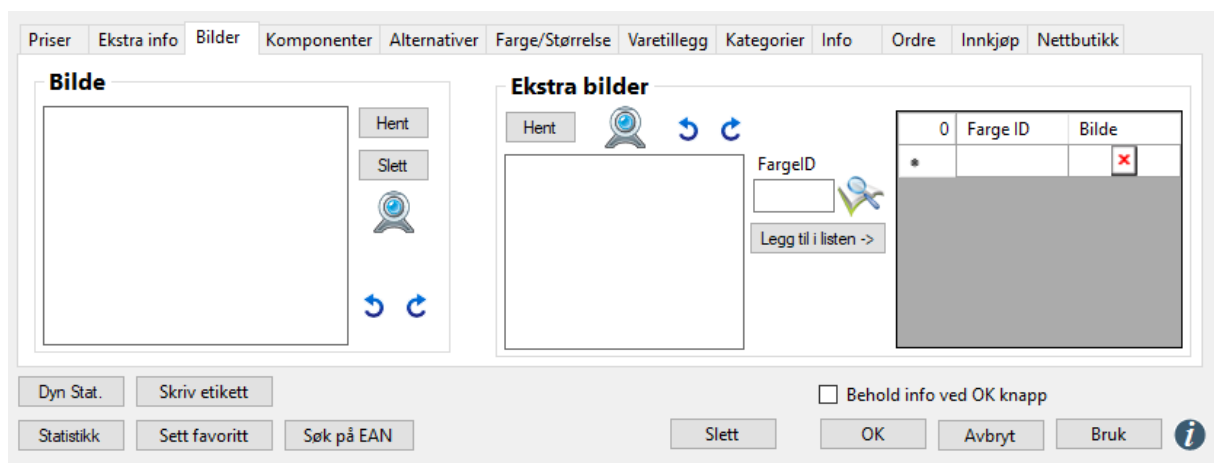 Priser Ekstra info Bilder Komponenter Alternativer Farge/Størrelse Varetillegg Kategorier Info Ordre Innkjøp Nettbutikk
Bilde
Hent
Slett
Ekstra bilder
Hent
FargeID
Legg til i listen ->
0 Farge ID Bilde
*
Dyn Stat. Skriv etikett
Behold info ved OK knapp
Statistikk Sett favoritt Søk på EAN Slett OK Avbryt Bruk i